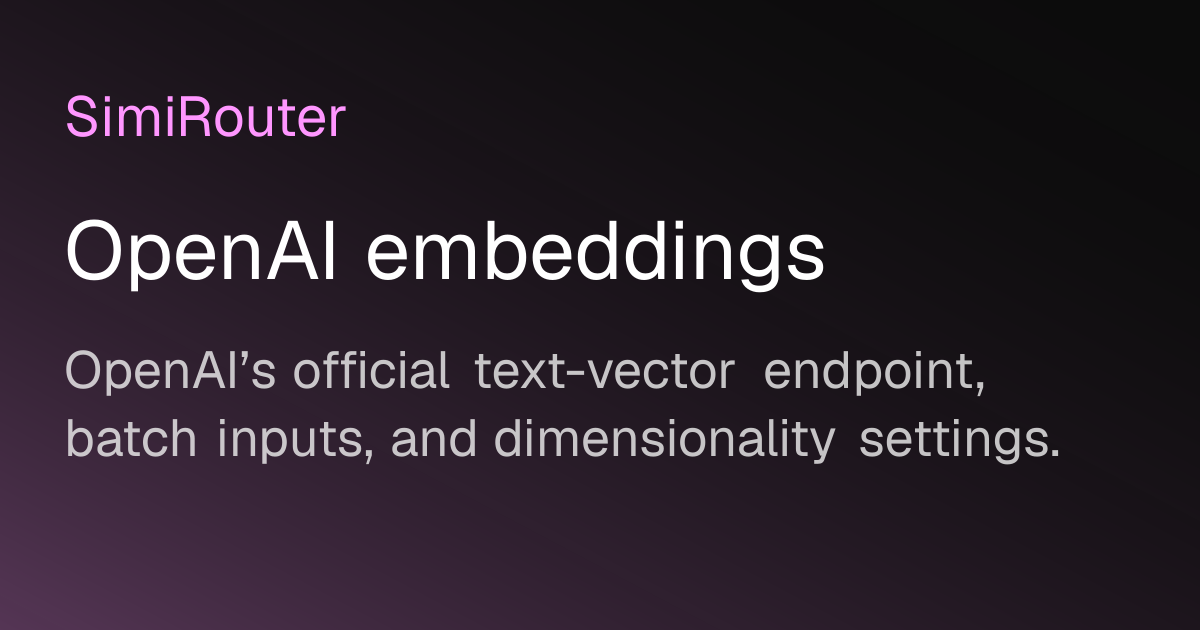 SimiRouter
OpenAI embeddings
OpenAI’s official text-vector endpoint,
batch inputs, and dimensionality settings.